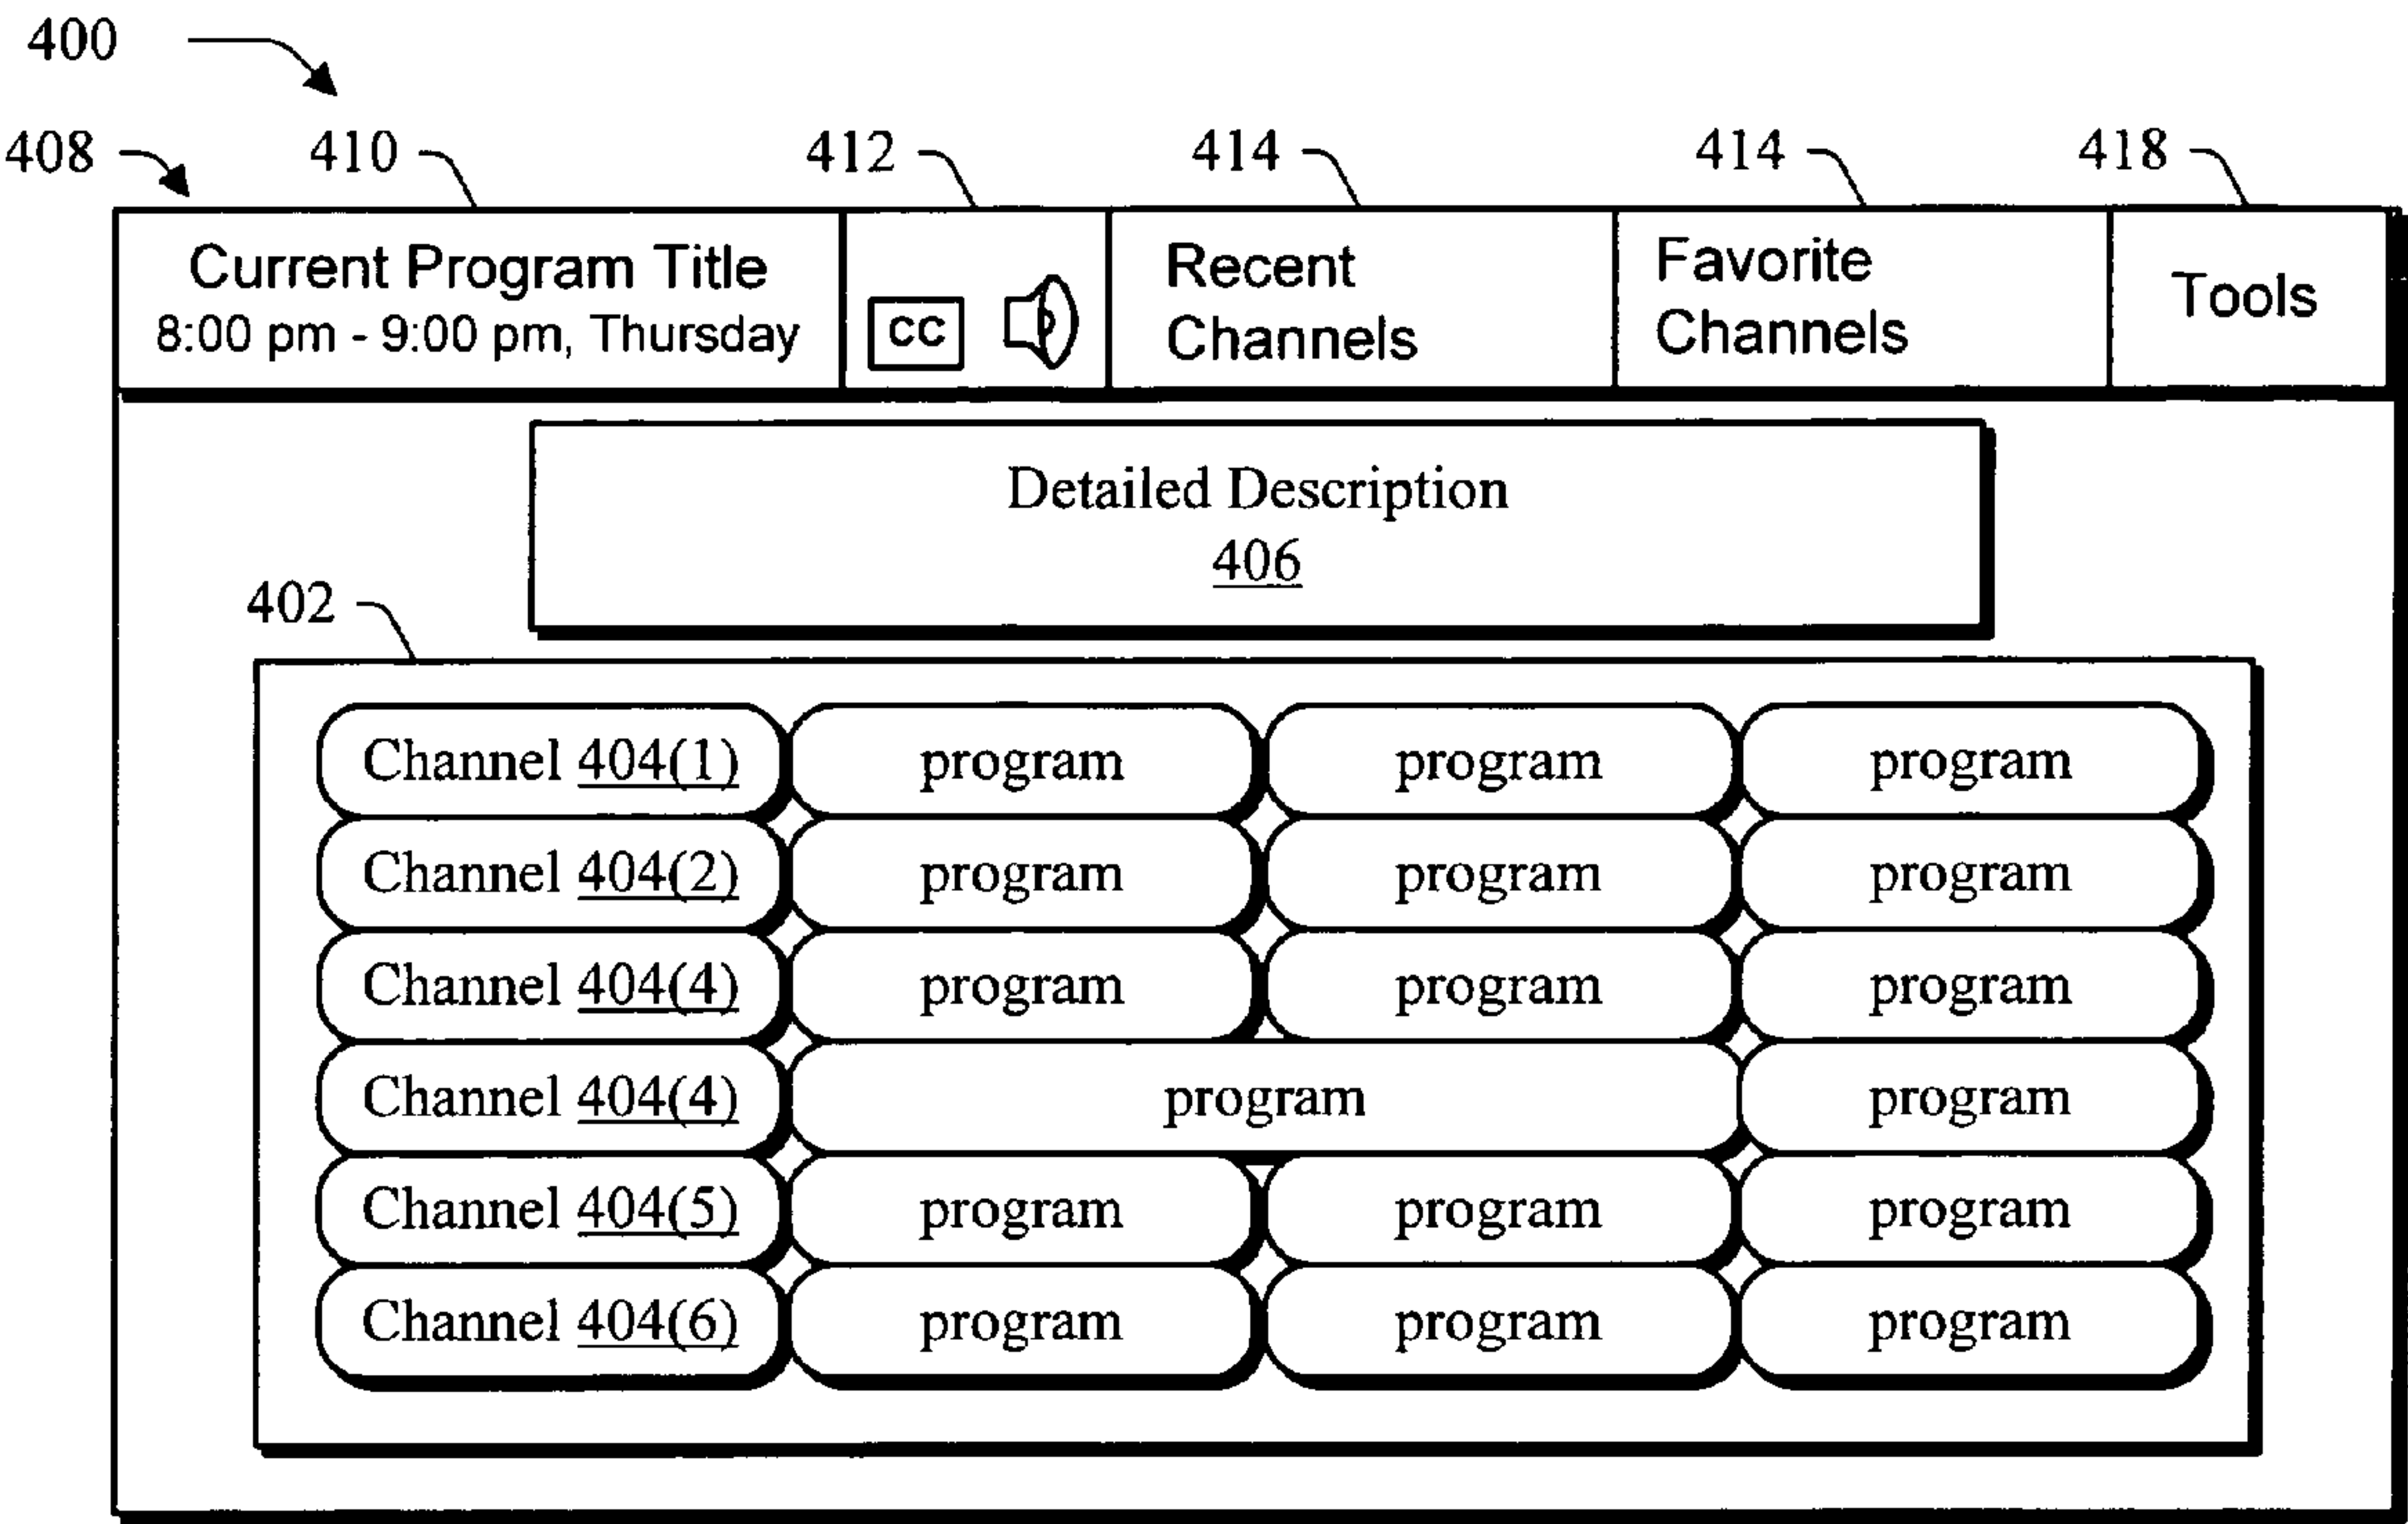 400
408 410 412 414 414 418
Current Program Title
8:00 pm - 9:00 pm, Thursday
CC
Recent
Channels
Favorite
Channels
Tools
Detailed Description
406
402
Channel 404(1) program program program
Channel 404(2) program program program
Channel 404(4) program program program
Channel 404(4) program program
Channel 404(5) program program program
Channel 404(6) program program program